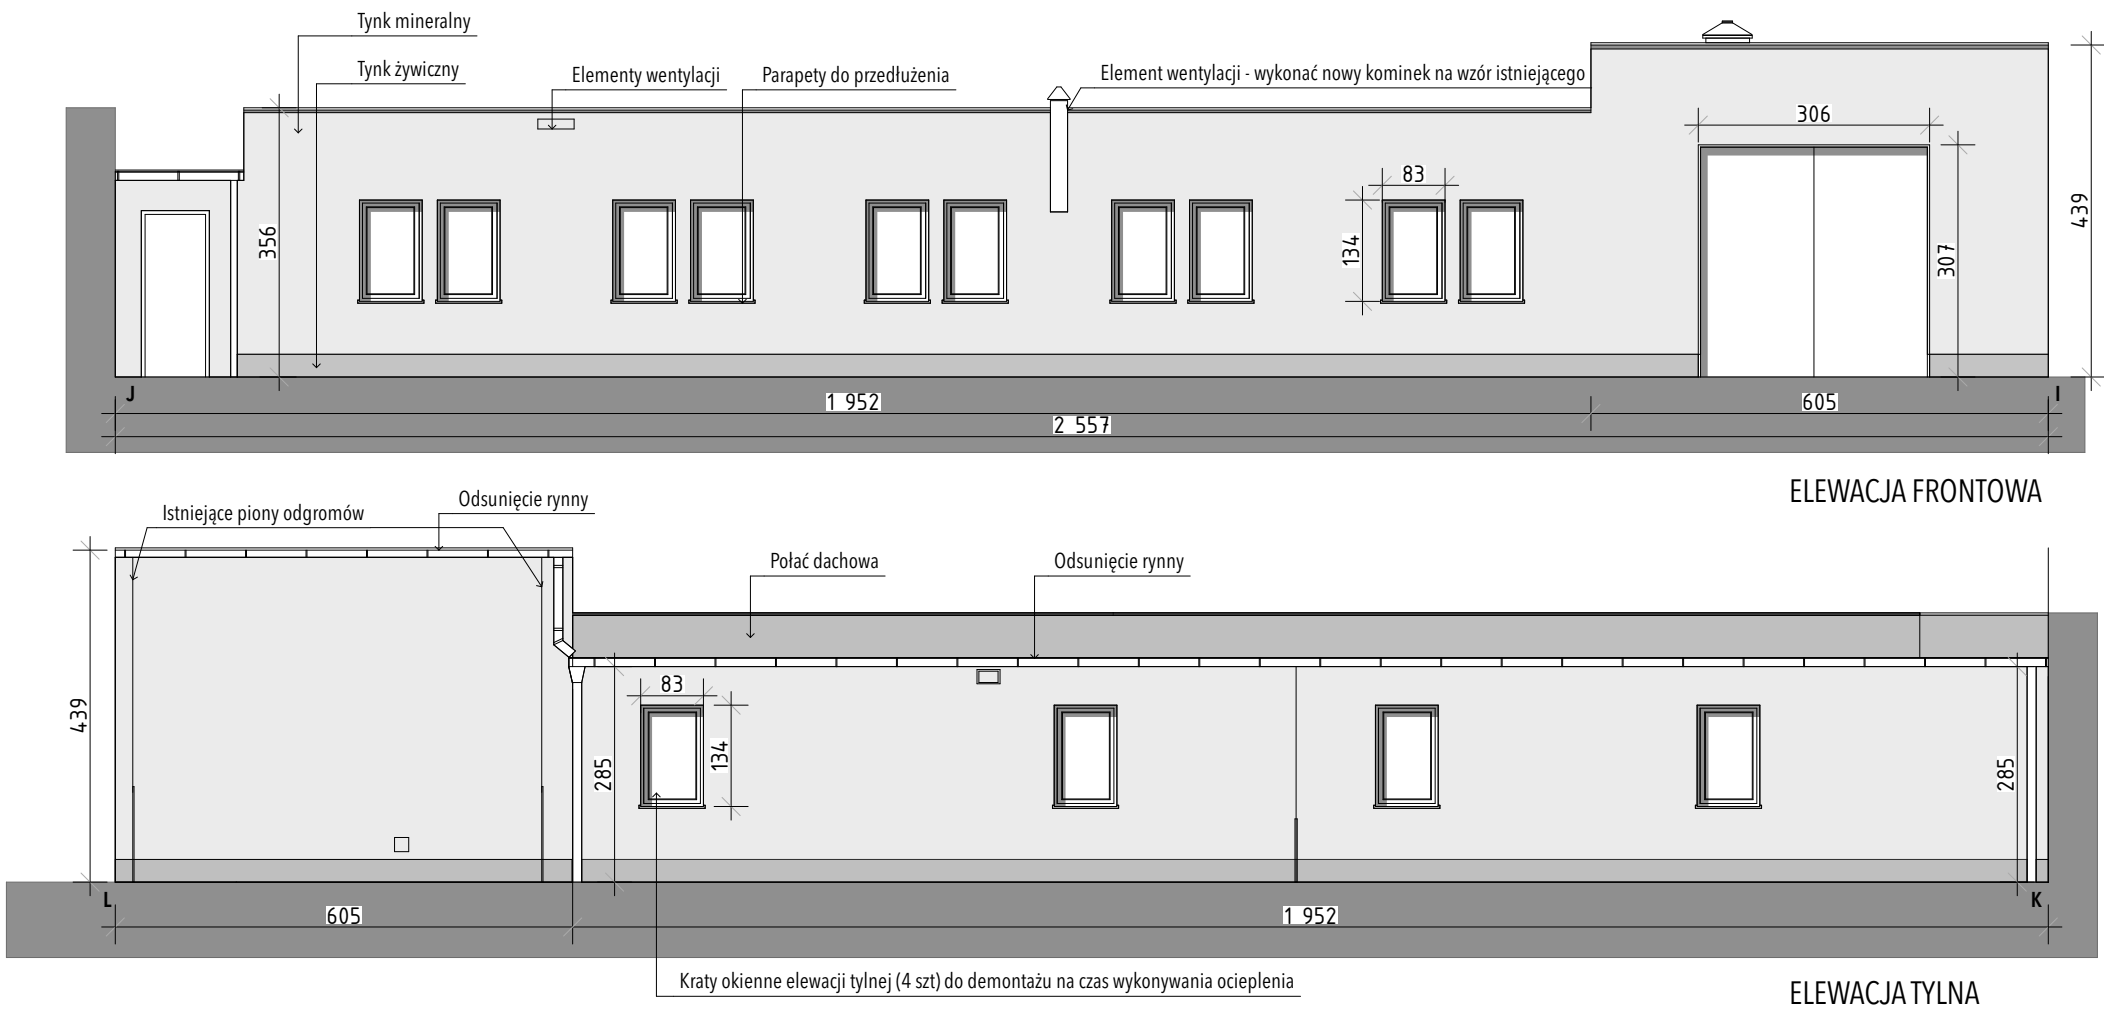 Tynk mineralny
Tynk żywiczny
Elementy wentylacji
Parapety do przedłużenia
Element wentylacji - wykonać nowy kominek na wzór istniejącego
306
83
356
134
307
439
J
I
1 952
605
2 557
ELEWACJA FRONTOWA
Istniejące piony odgromów
Odsunięcie rynny
Połać dachowa
Odsunięcie rynny
83
439
285
134
285
L
K
605
1 952
Kraty okienne elewacji tylnej (4 szt) do demontażu na czas wykonywania ocieplenia
ELEWACJA TYLNA